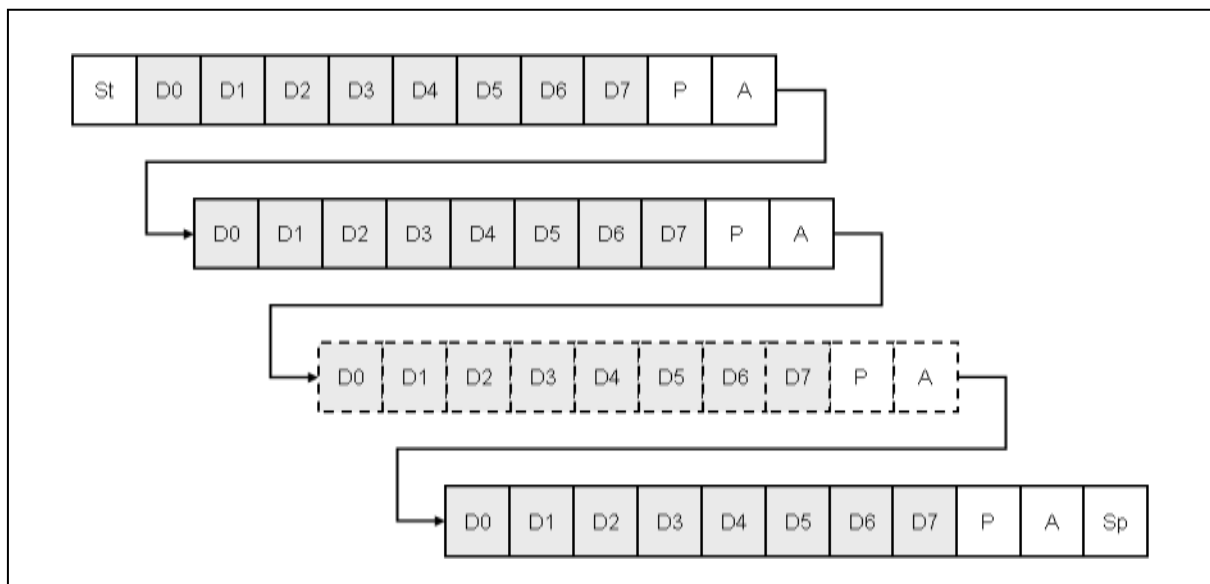 St D0 D1 D2 D3 D4 D5 D6 D7 P A
D0 D1 D2 D3 D4 D5 D6 D7 P A
D0 D1 D2 D3 D4 D5 D6 D7 P A
D0 D1 D2 D3 D4 D5 D6 D7 P A Sp